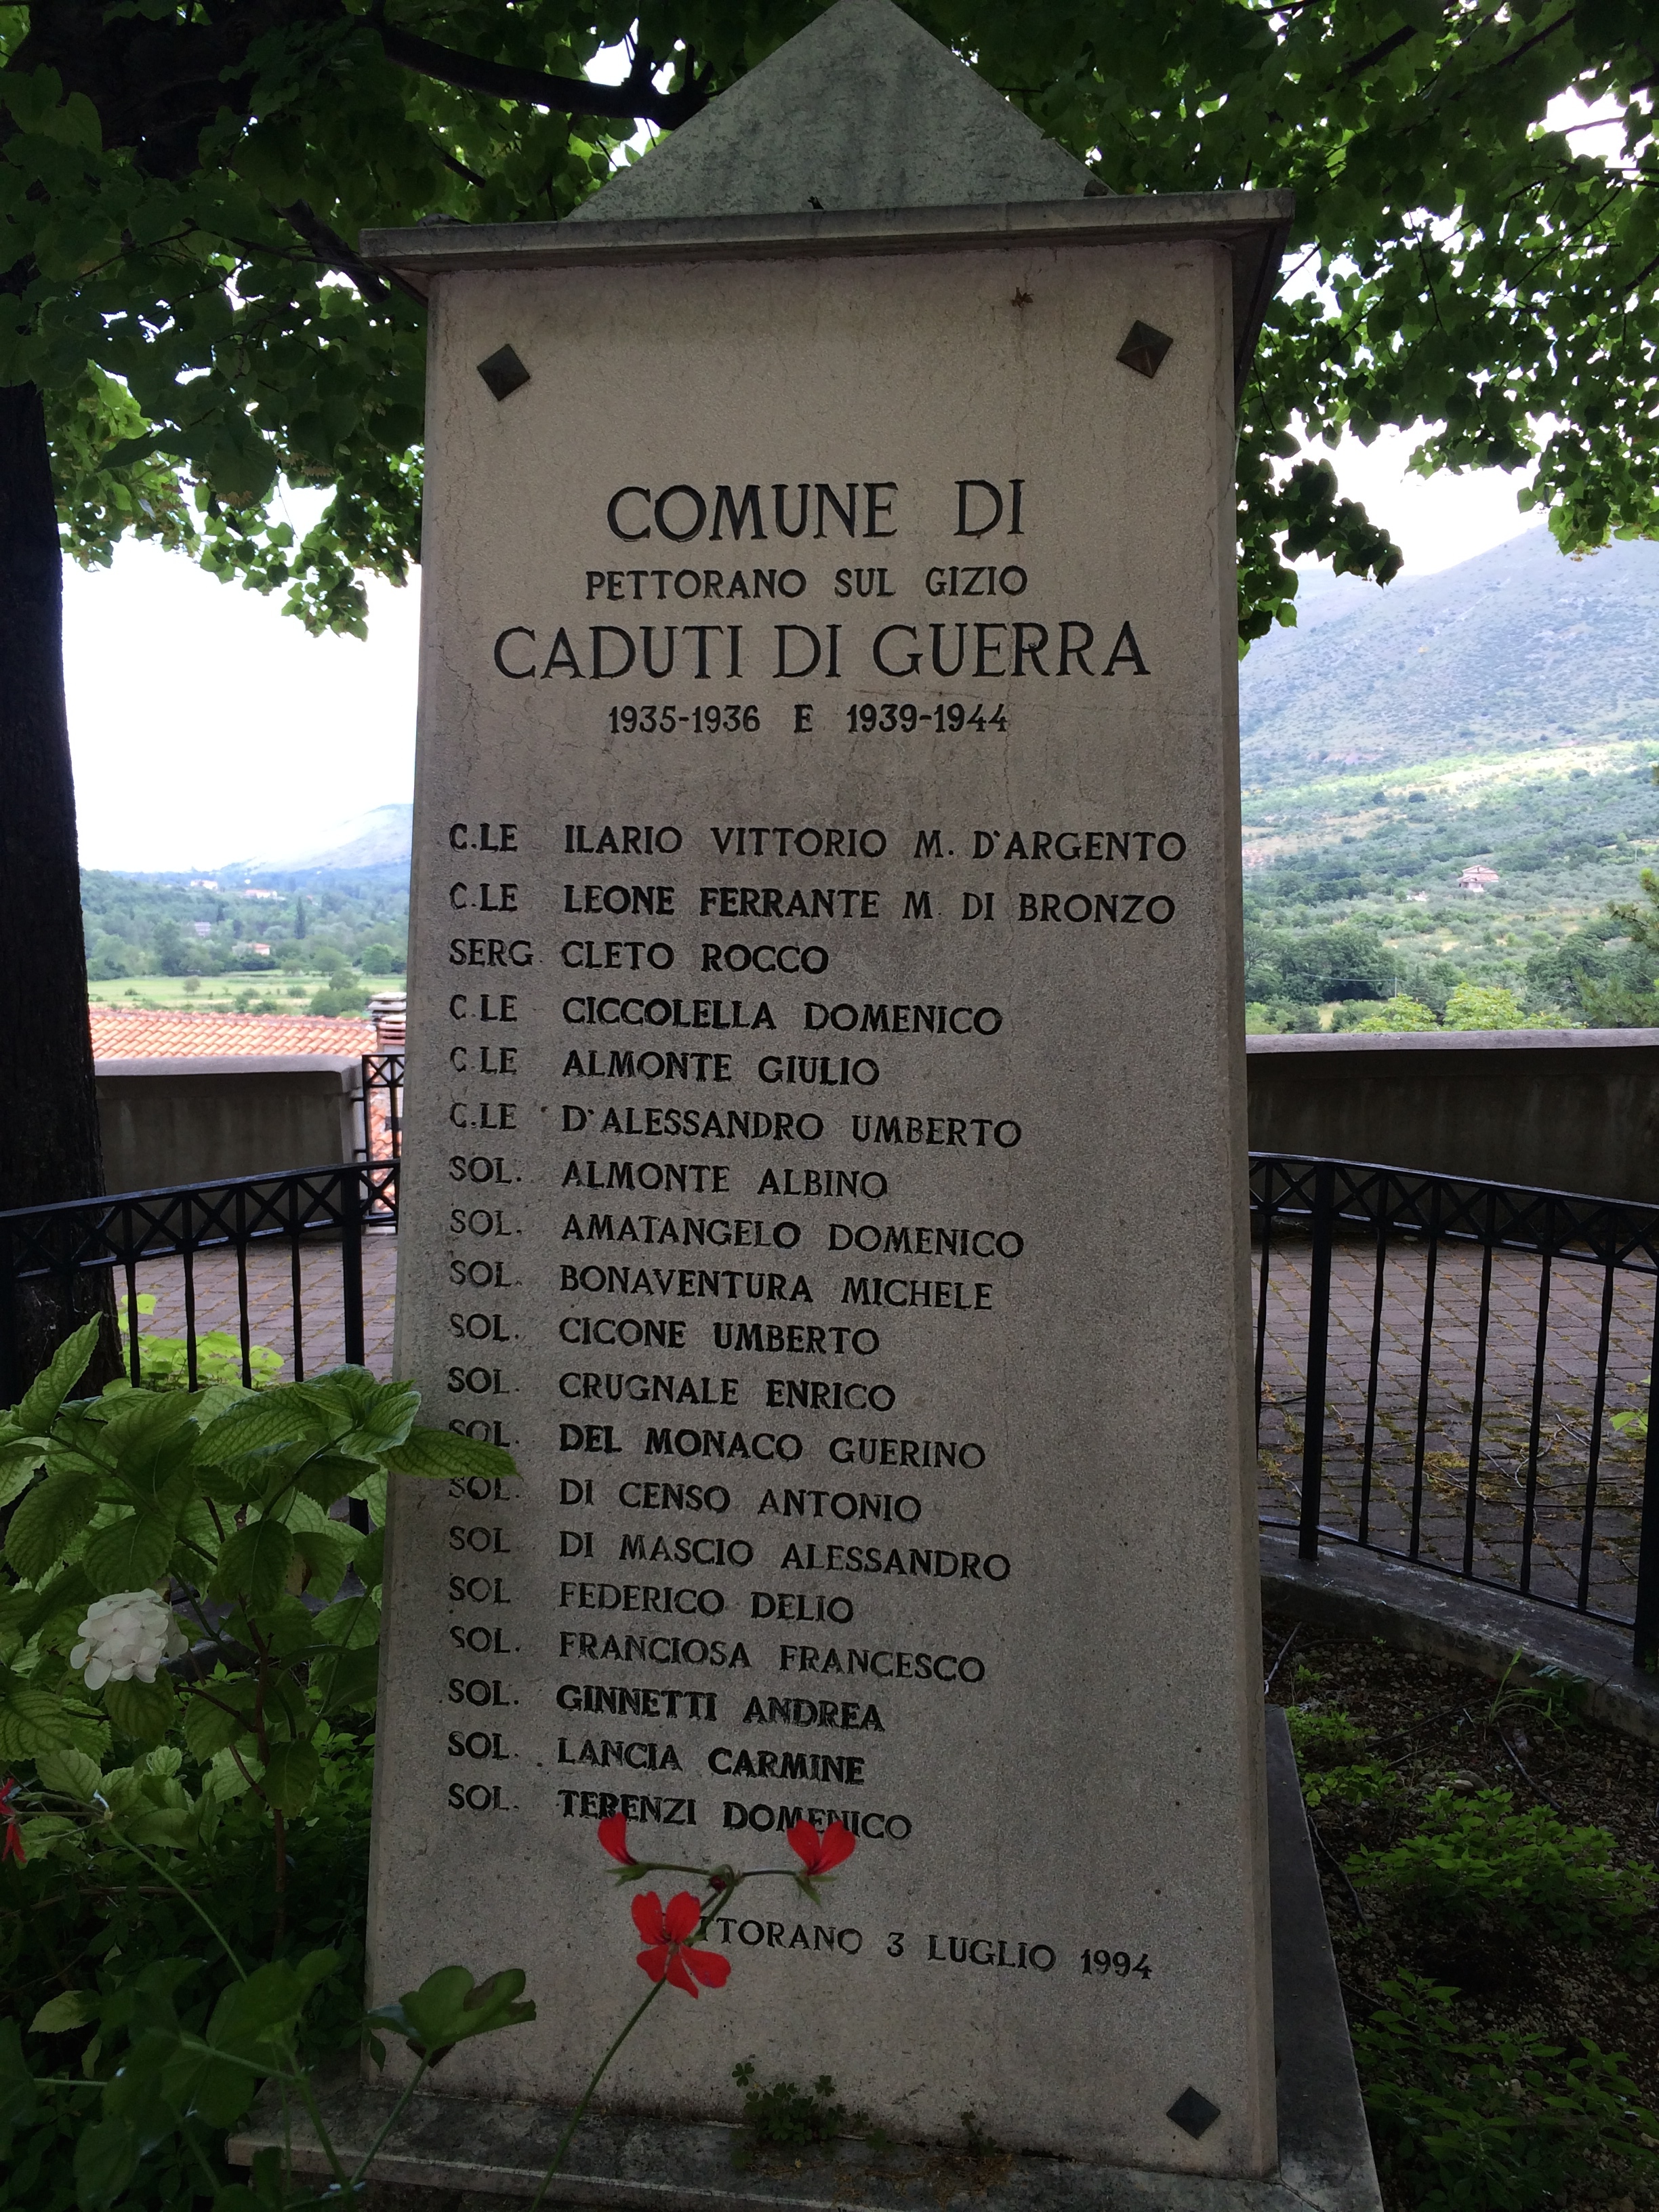 COMUNE DI
PETTORANO SUL GIZIO
CADUTI DI GUERRA
1935-1936 E 1939-1944
C.LE ILARIO VITTORIO M. D'ARGENTO
C.LE LEONE FERRANTE M. DI BRONZO
SERG. CLETO ROCCO
C.LE CICCOLELLA DOMENICO
C.LE ALMONTE GIULIO
C.LE D'ALESSANDRO UMBERTO
SOL. ALMONTE ALBINO
SOL. AMATANGELO DOMENICO
SOL. BONAVENTURA MICHELE
SOL. CICONE UMBERTO
SOL. CRUGNALE ENRICO
SOL. DEL MONACO GUERINO
SOL. DI CENSO ANTONIO
SOL DI MASCIO ALESSANDRO
SOL FEDERICO DELIO
SOL. FRANCIOSA FRANCESCO
SOL. GINNETTI ANDREA
SOL. LANCIA CARMINE
SOL. TERENZI DOMENICO
TTORANO 3 LUGLIO 1994